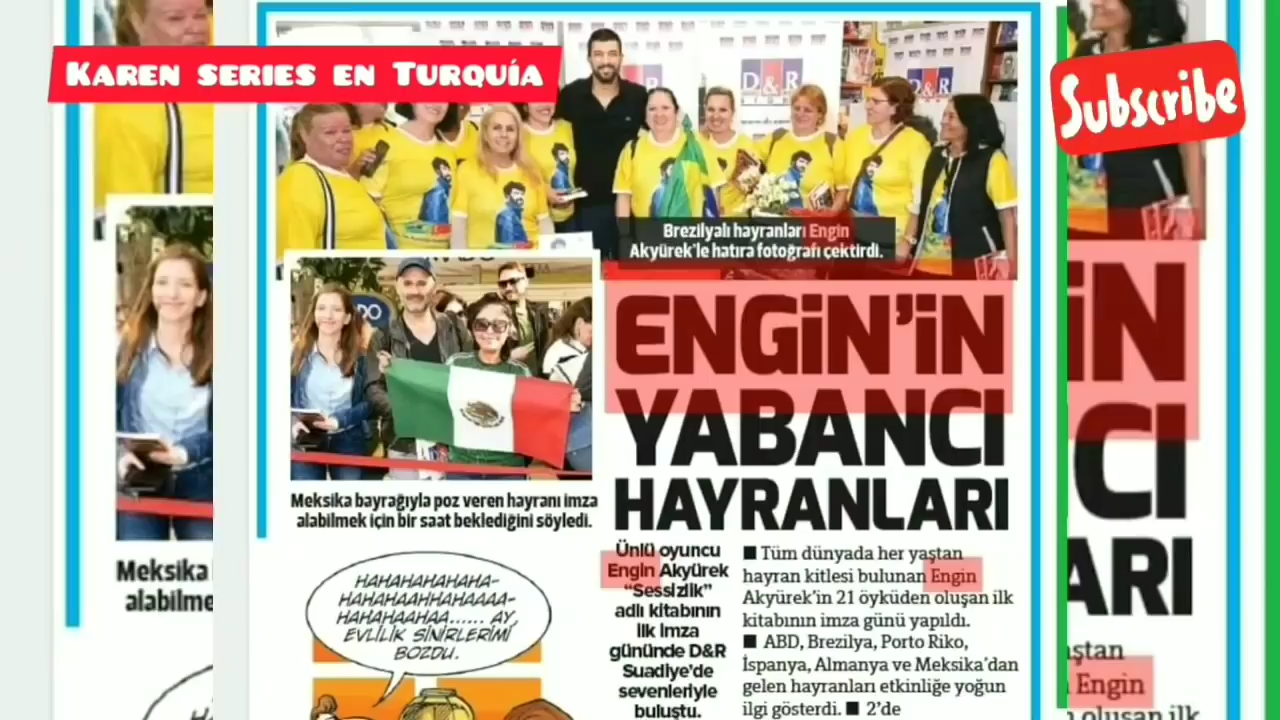 KAREN SERIES EN TURQUÍA
Subscribe
D&R
D&R
Brezilyalı hayranları Engin
Akyürek'le hatıra fotoğrafı çektirdi.
ENGiN'iN
YABANCI
HAYRANLARI
Meksika bayrağıyla poz veren hayranı imza
alabilmek için bir saat beklediğini söyledi.
Ünlü oyuncu
Engin Akyürek
“Sessizlik”
adlı kitabının
ilk imza
gününde D&R
Suadiye'de
sevenleriyle
buluştu.
■ Tüm dünyada her yaştan
hayran kitlesi bulunan Engin
Akyürek'in 21 öyküden oluşan ilk
kitabının imza günü yapıldı.
■ ABD, Brezilya, Porto Riko,
İspanya, Almanya ve Meksika'dan
gelen hayranları etkinliğe yoğun
ilgi gösterdi. ■ 2'de
HAHAHAHAHAHA-
HAHAHAAHHAHAAAA-
HAHAHAAHAA...... AY,
EVLİLİK SİNİRLERİMİ
BOZDU.
Meksika
alabilme
iN
CI
ARI
aştan
Engin
oluşan ilk